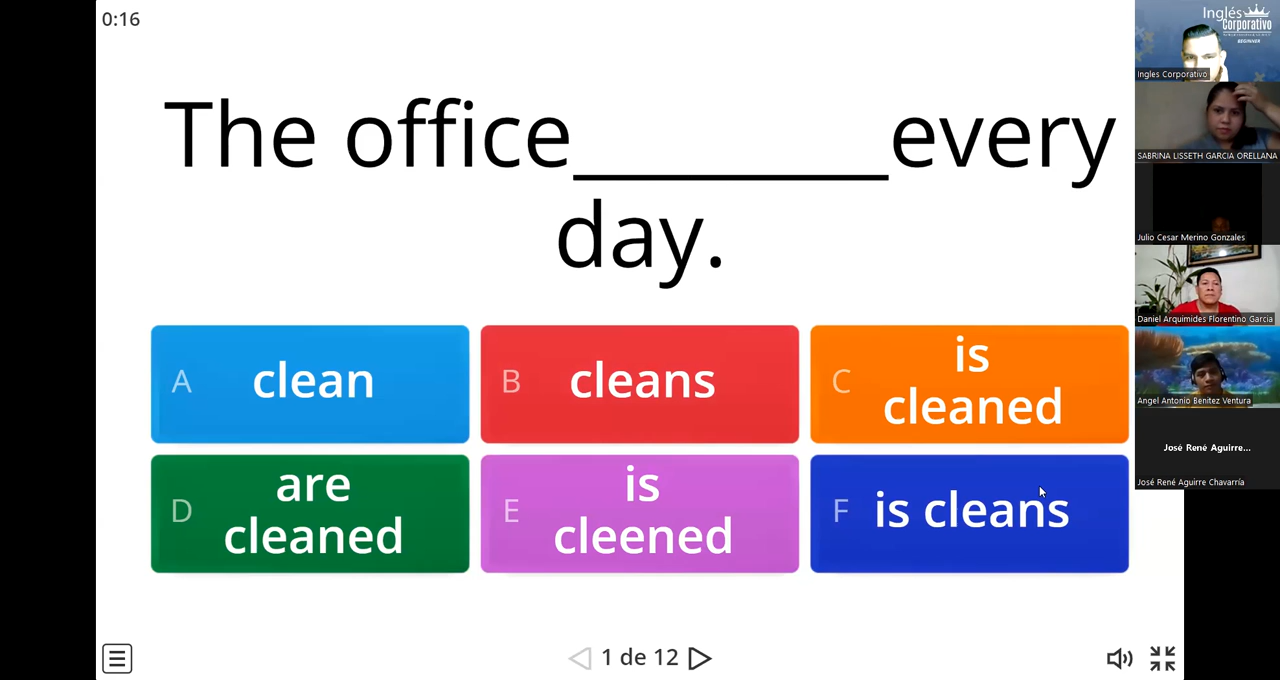 0:16
The office________every
day.
A clean
B cleans
C is
cleaned
D are
cleaned
E is
cleened
F is cleans
1 de 12
Inglés
Corporativo
BEGINNER
Ingles Corporativo
SABRINA LISSETH GARCIA ORELLANA
Julio Cesar Merino Gonzales
Daniel Arquimides Florentino Garcia
Angel Antonio Benitez Ventura
José René Aguirre...
José René Aguirre Chavarría